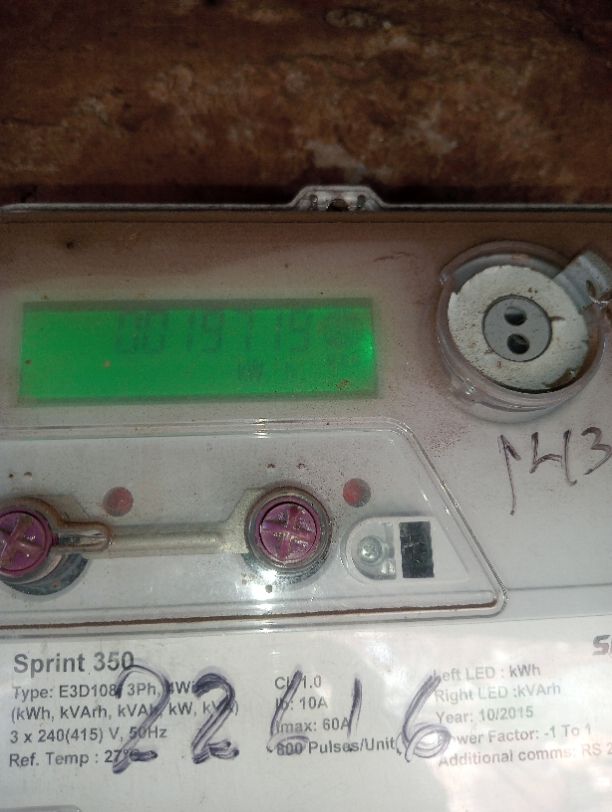 kW h
143
Sprint 350
Type: E3D108/ 3Ph, 4Wi
(kWh, kVArh, kVAh, kW, kVA)
3 x 240(415) V, 50Hz
Ref. Temp : 27°C
22616
Cl. 1.0
Ib: 10A
Imax: 60A
800 Pulses/Unit
S
Left LED : kWh
Right LED :kVArh
Year: 10/2015
Power Factor: -1 To 1
Additional comms: RS 2